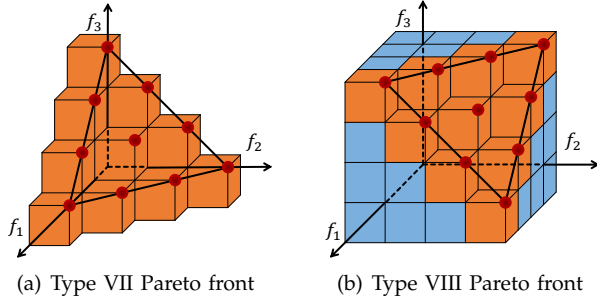 f₃
f₂
f₁
(a) Type VII Pareto front
f₃
f₂
f₁
(b) Type VIII Pareto front